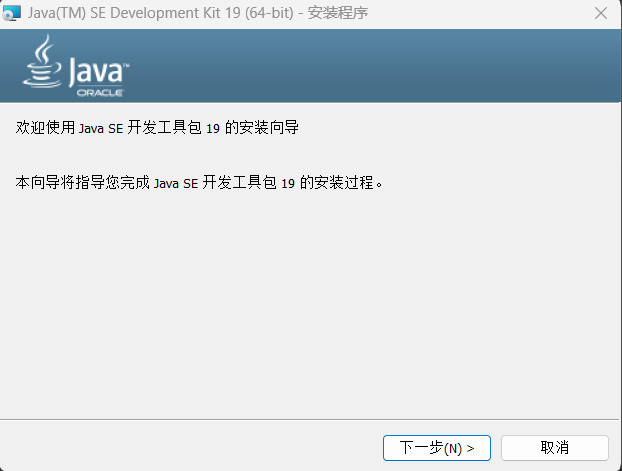 Java(TM) SE Development Kit 19 (64-bit) - 安装程序
Java™
ORACLE
欢迎使用 Java SE 开发工具包 19 的安装向导
本向导将指导您完成 Java SE 开发工具包 19 的安装过程。
下一步(N) >
取消